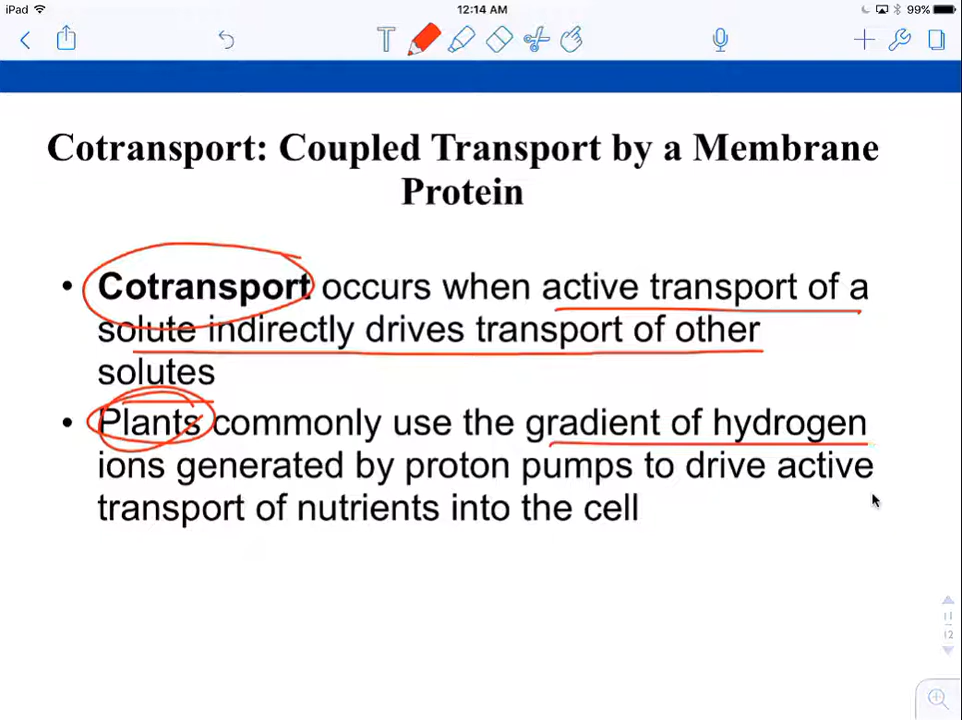 iPad 12:14 AM 99%
T
Cotransport: Coupled Transport by a Membrane
Protein
• Cotransport occurs when active transport of a
solute indirectly drives transport of other
solutes
• Plants commonly use the gradient of hydrogen
ions generated by proton pumps to drive active
transport of nutrients into the cell
11
12